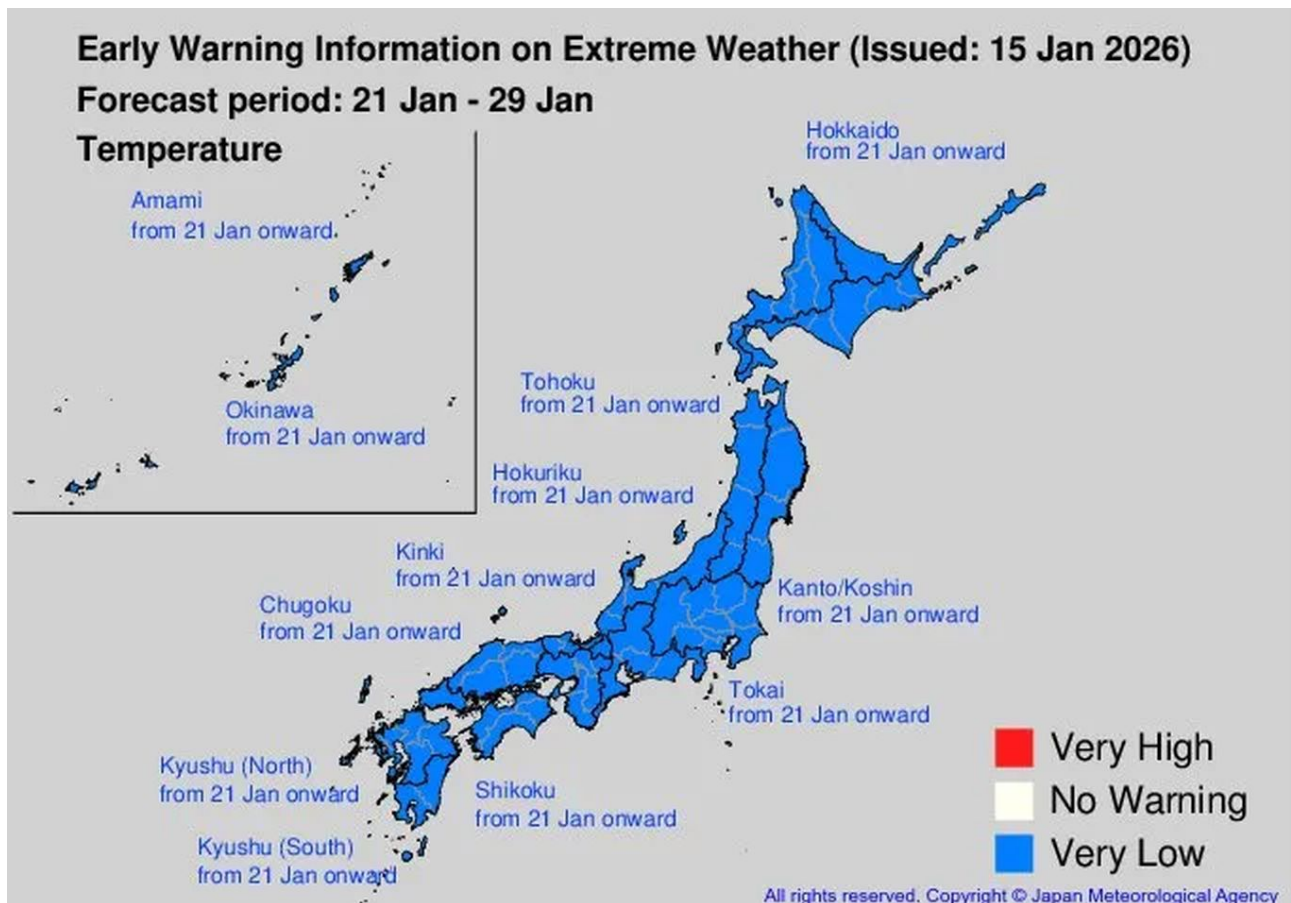 Early Warning Information on Extreme Weather (Issued: 15 Jan 2026)
Forecast period: 21 Jan - 29 Jan
Temperature
Hokkaido
from 21 Jan onward
Amami
from 21 Jan onward
Tohoku
from 21 Jan onward
Okinawa
from 21 Jan onward
Hokuriku
from 21 Jan onward
Kinki
from 21 Jan onward
Kanto/Koshin
from 21 Jan onward
Chugoku
from 21 Jan onward
Tokai
from 21 Jan onward
Kyushu (North)
from 21 Jan onward
Shikoku
from 21 Jan onward
Kyushu (South)
from 21 Jan onward
Very High
No Warning
Very Low
All rights reserved. Copyright © Japan Meteorological Agency